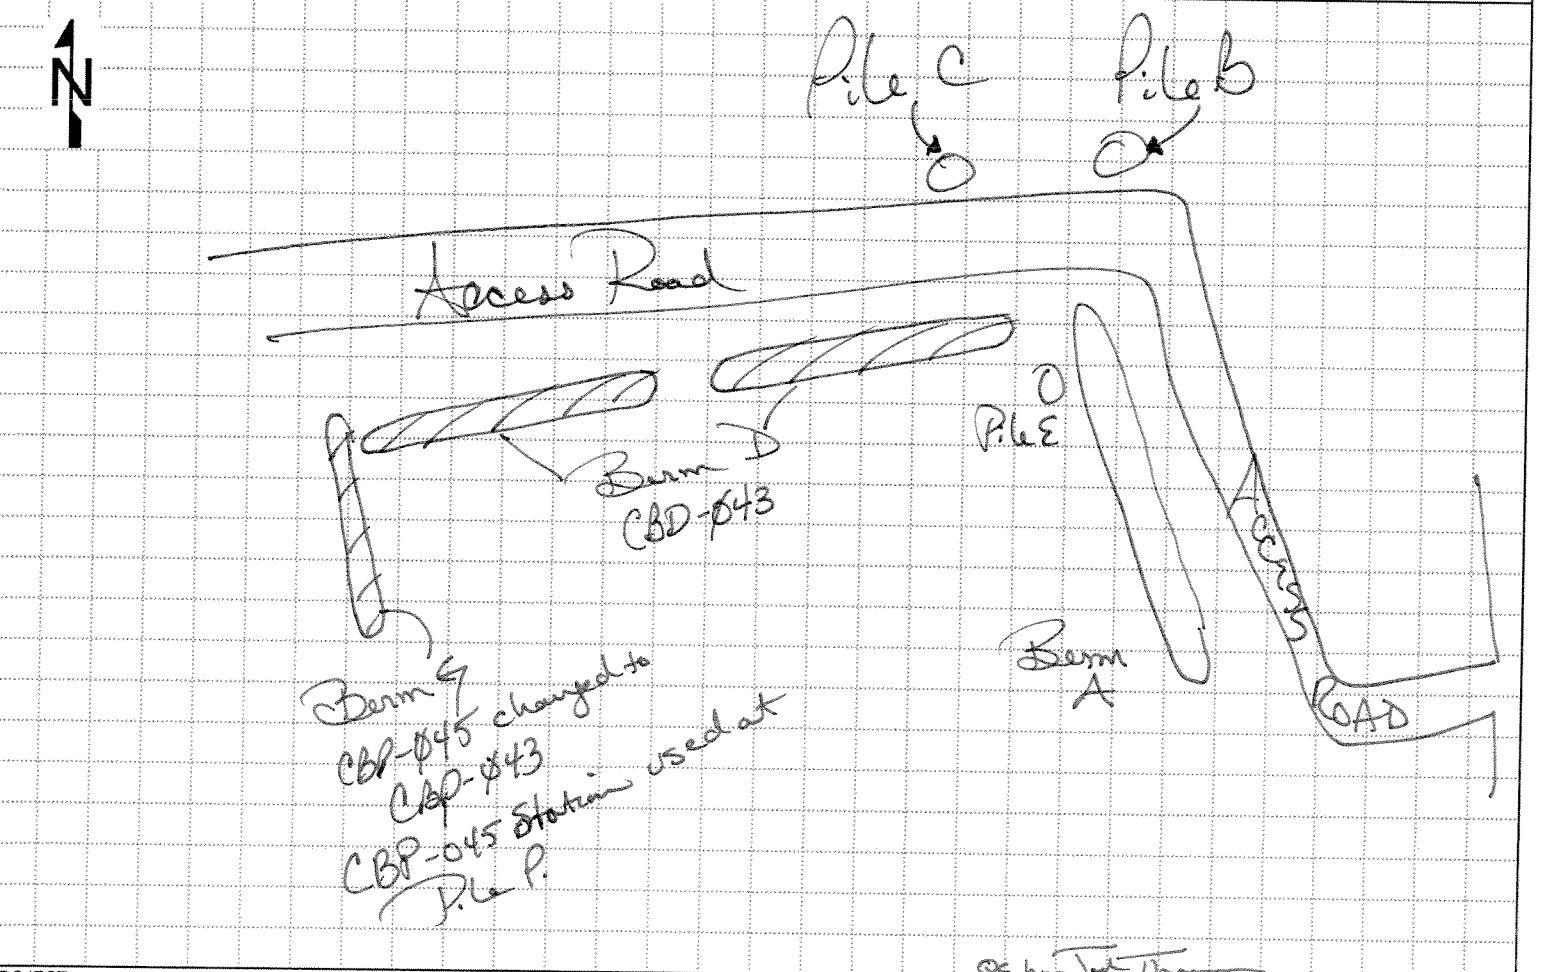 N
Pile C
Pile B
Access Road
Pile E
Berm D
CBD-Ø43
ACCESS
ROAD
Berm
A
Berm G
CBP-Ø45 changed to
CBP-Ø43
CBP-045 Station used at
Pile P.